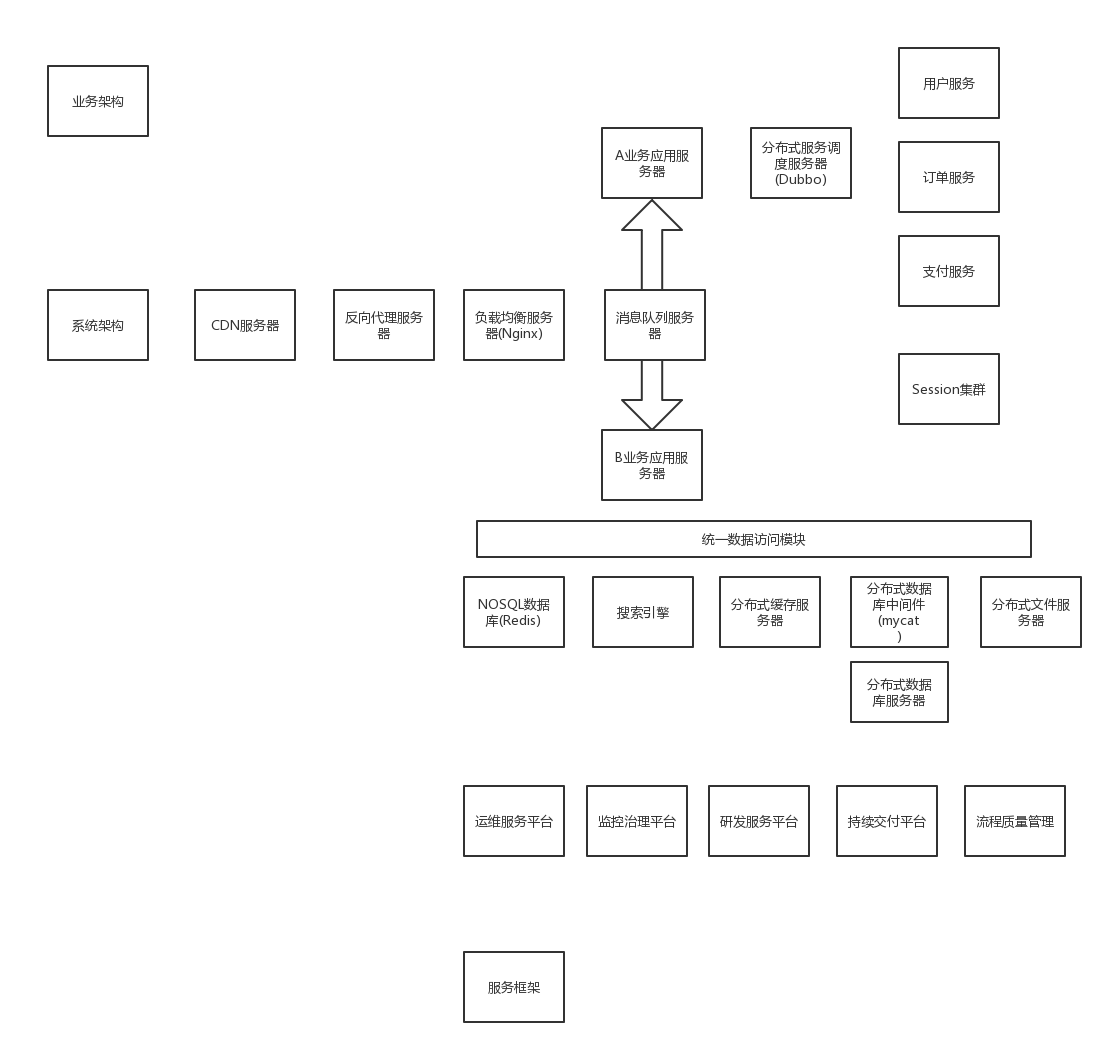 用户服务
业务架构
A业务应用服
务器
分布式服务调
度服务器
(Dubbo)
订单服务
支付服务
系统架构
CDN服务器
反向代理服务
器
负载均衡服务
器(Nginx)
消息队列服务
器
Session集群
B业务应用服
务器
统一数据访问模块
NOSQL数据
库(Redis)
搜索引擎
分布式缓存服
务器
分布式数据
库中间件
(mycat
)
分布式文件服
务器
分布式数据
库服务器
运维服务平台
监控治理平台
研发服务平台
持续交付平台
流程质量管理
服务框架